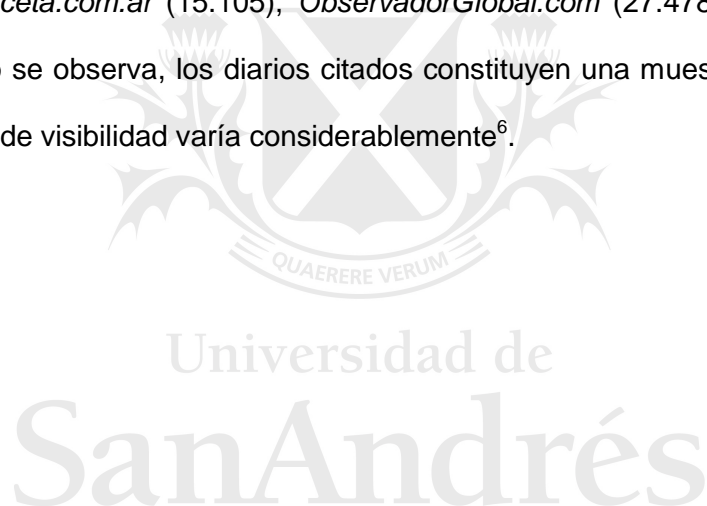 ceta.com.ar (15.105), ObservadorGlobal.com (27.478
se observa, los diarios citados constituyen una mues
de visibilidad varía considerablemente⁶.
QUAERERE VERUM
Universidad de
SanAndrés